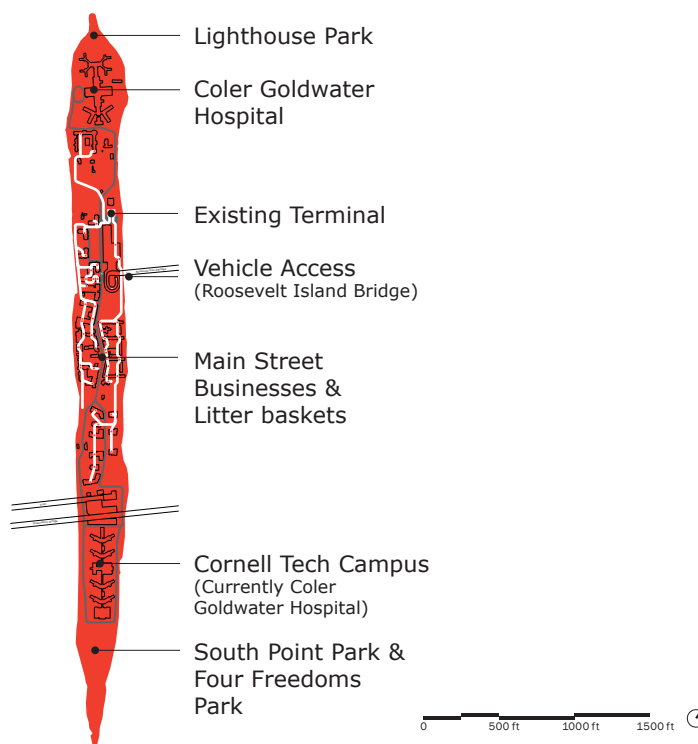 Lighthouse Park
Coler Goldwater
Hospital
Existing Terminal
Vehicle Access
(Roosevelt Island Bridge)
Main Street
Businesses &
Litter baskets
Cornell Tech Campus
(Currently Coler
Goldwater Hospital)
South Point Park &
Four Freedoms
Park
0 500 ft 1000 ft 1500 ft